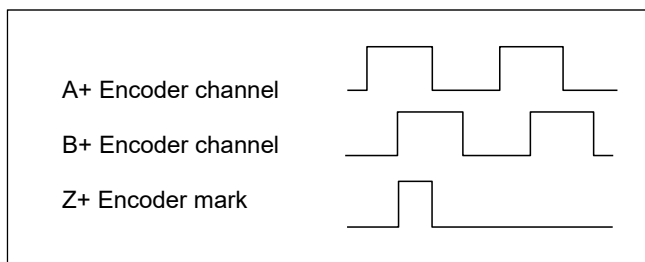 A+ Encoder channel
B+ Encoder channel
Z+ Encoder mark